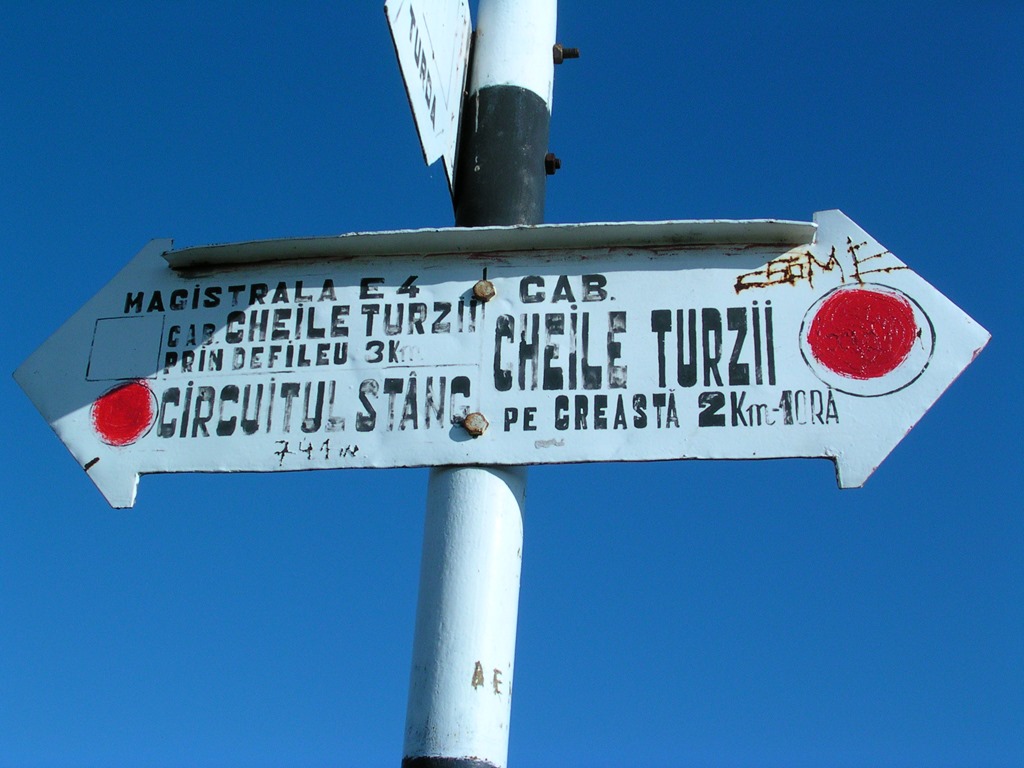 TURDA
MAGISTRALA E 4
CAB. CHEILE TURZII
PRIN DEFILEU 3Km
CIRCUITUL STÂNG
CAB.
CHEILE TURZII
PE CREASTĂ 2Km-1ORĂ